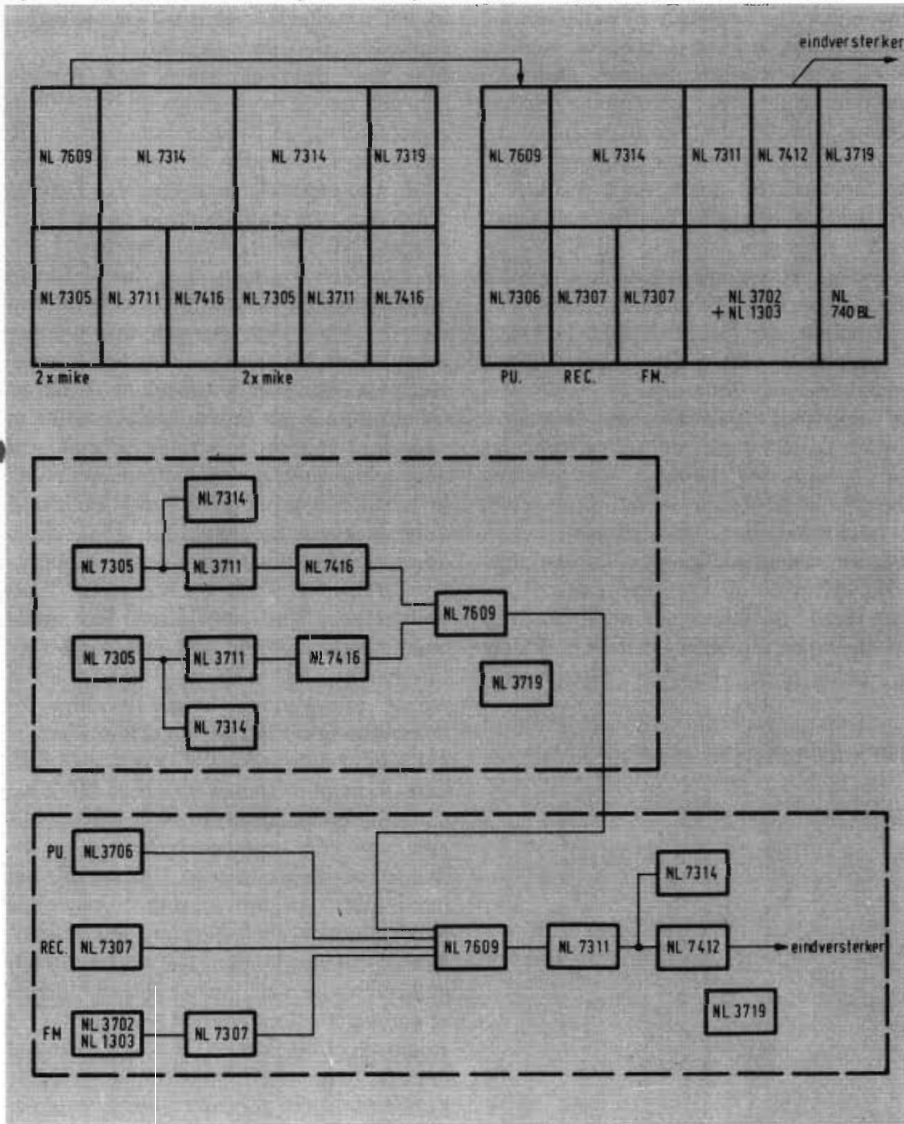 eindversterker
NL 7609 NL 7314 NL 7314 NL 7319
NL 7305 NL 3711 NL 7416 NL 7305 NL 3711 NL 7416
2 x mike 2 x mike
NL 7609 NL 7314 NL 7311 NL 7412 NL 3719
NL 7306 NL 7307 NL 7307 NL 3702 + NL 1303 NL 740 BL.
PU. REC. FM.
NL 7314
NL 7305 NL 3711 NL 7416
NL 7609
NL 7305 NL 3711 NL 7416
NL 3719
NL 7314
PU. NL 3706
NL 7314
REC. NL 7307 NL 7609 NL 7311 NL 7412 eindversterker
NL 3719
FM NL 3702 NL 7307
NL 1303